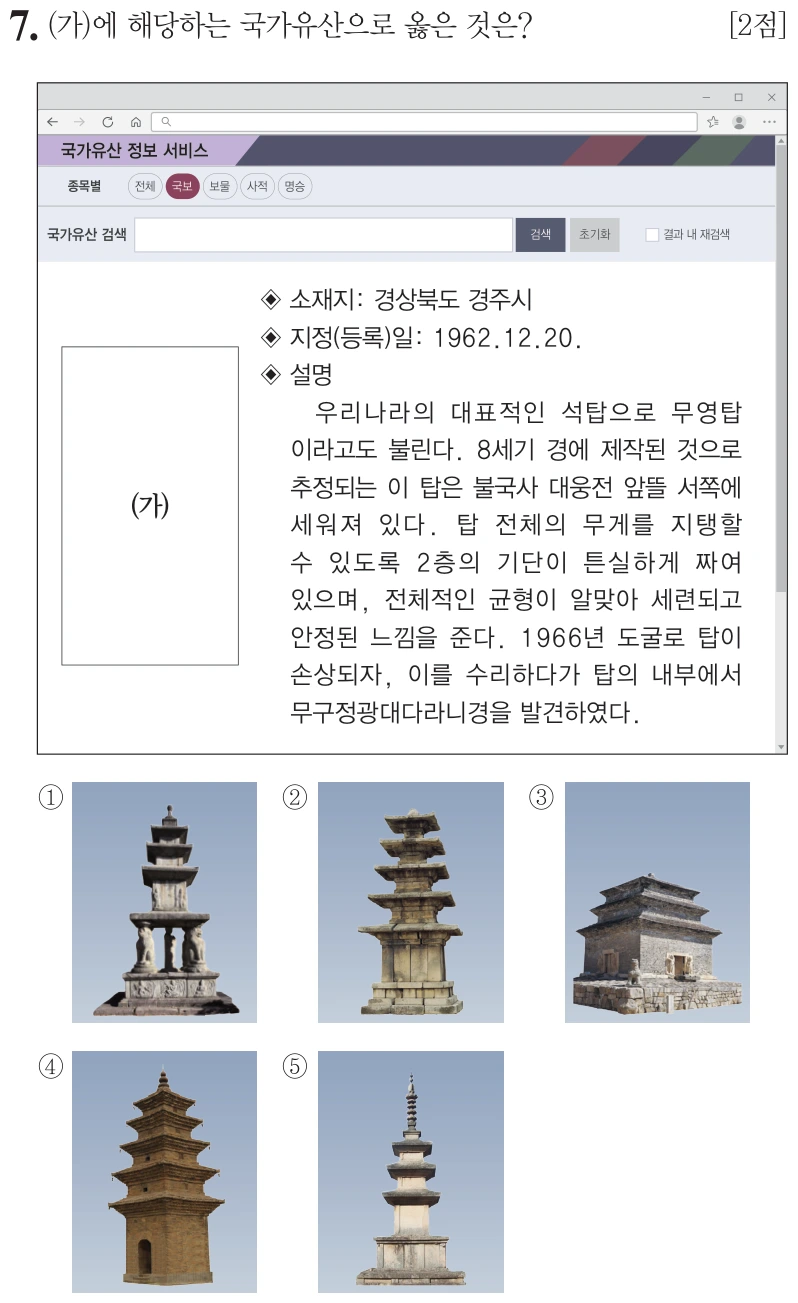 7. (가)에 해당하는 국가유산으로 옳은 것은? [2점]
국가유산 정보 서비스
종목별 전체 국보 보물 사적 명승
국가유산 검색 검색 초기화 결과 내 재검색
◈ 소재지: 경상북도 경주시
◈ 지정(등록)일: 1962.12.20.
◈ 설명
우리나라의 대표적인 석탑으로 무영탑
이라고도 불린다. 8세기 경에 제작된 것으로
추정되는 이 탑은 불국사 대웅전 앞뜰 서쪽에
세워져 있다. 탑 전체의 무게를 지탱할
수 있도록 2층의 기단이 튼실하게 짜여
있으며, 전체적인 균형이 알맞아 세련되고
안정된 느낌을 준다. 1966년 도굴로 탑이
손상되자, 이를 수리하다가 탑의 내부에서
무구정광대다라니경을 발견하였다.
(가)
① ② ③
④ ⑤